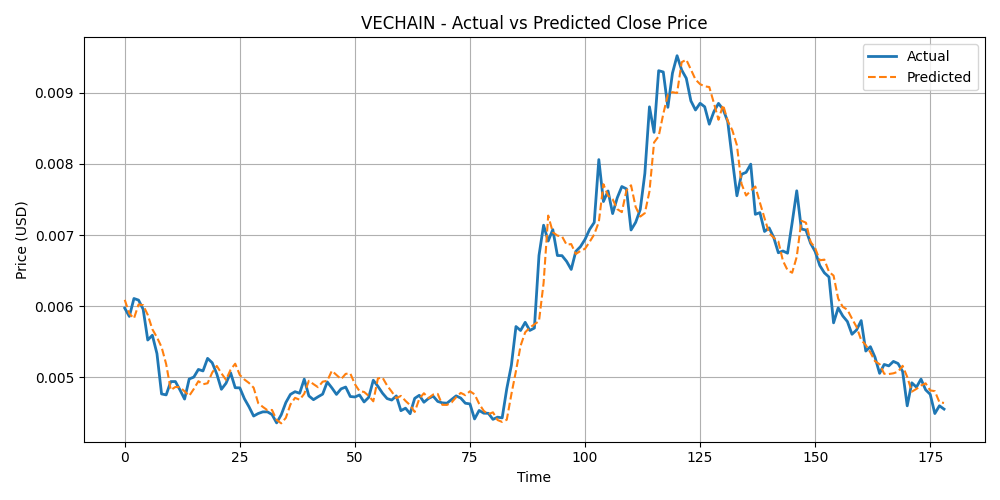 VECHAIN - Actual vs Predicted Close Price
Actual
Predicted
0.009
0.008
0.007
0.006
0.005
Price (USD)
0
25
50
75
100
125
150
175
Time